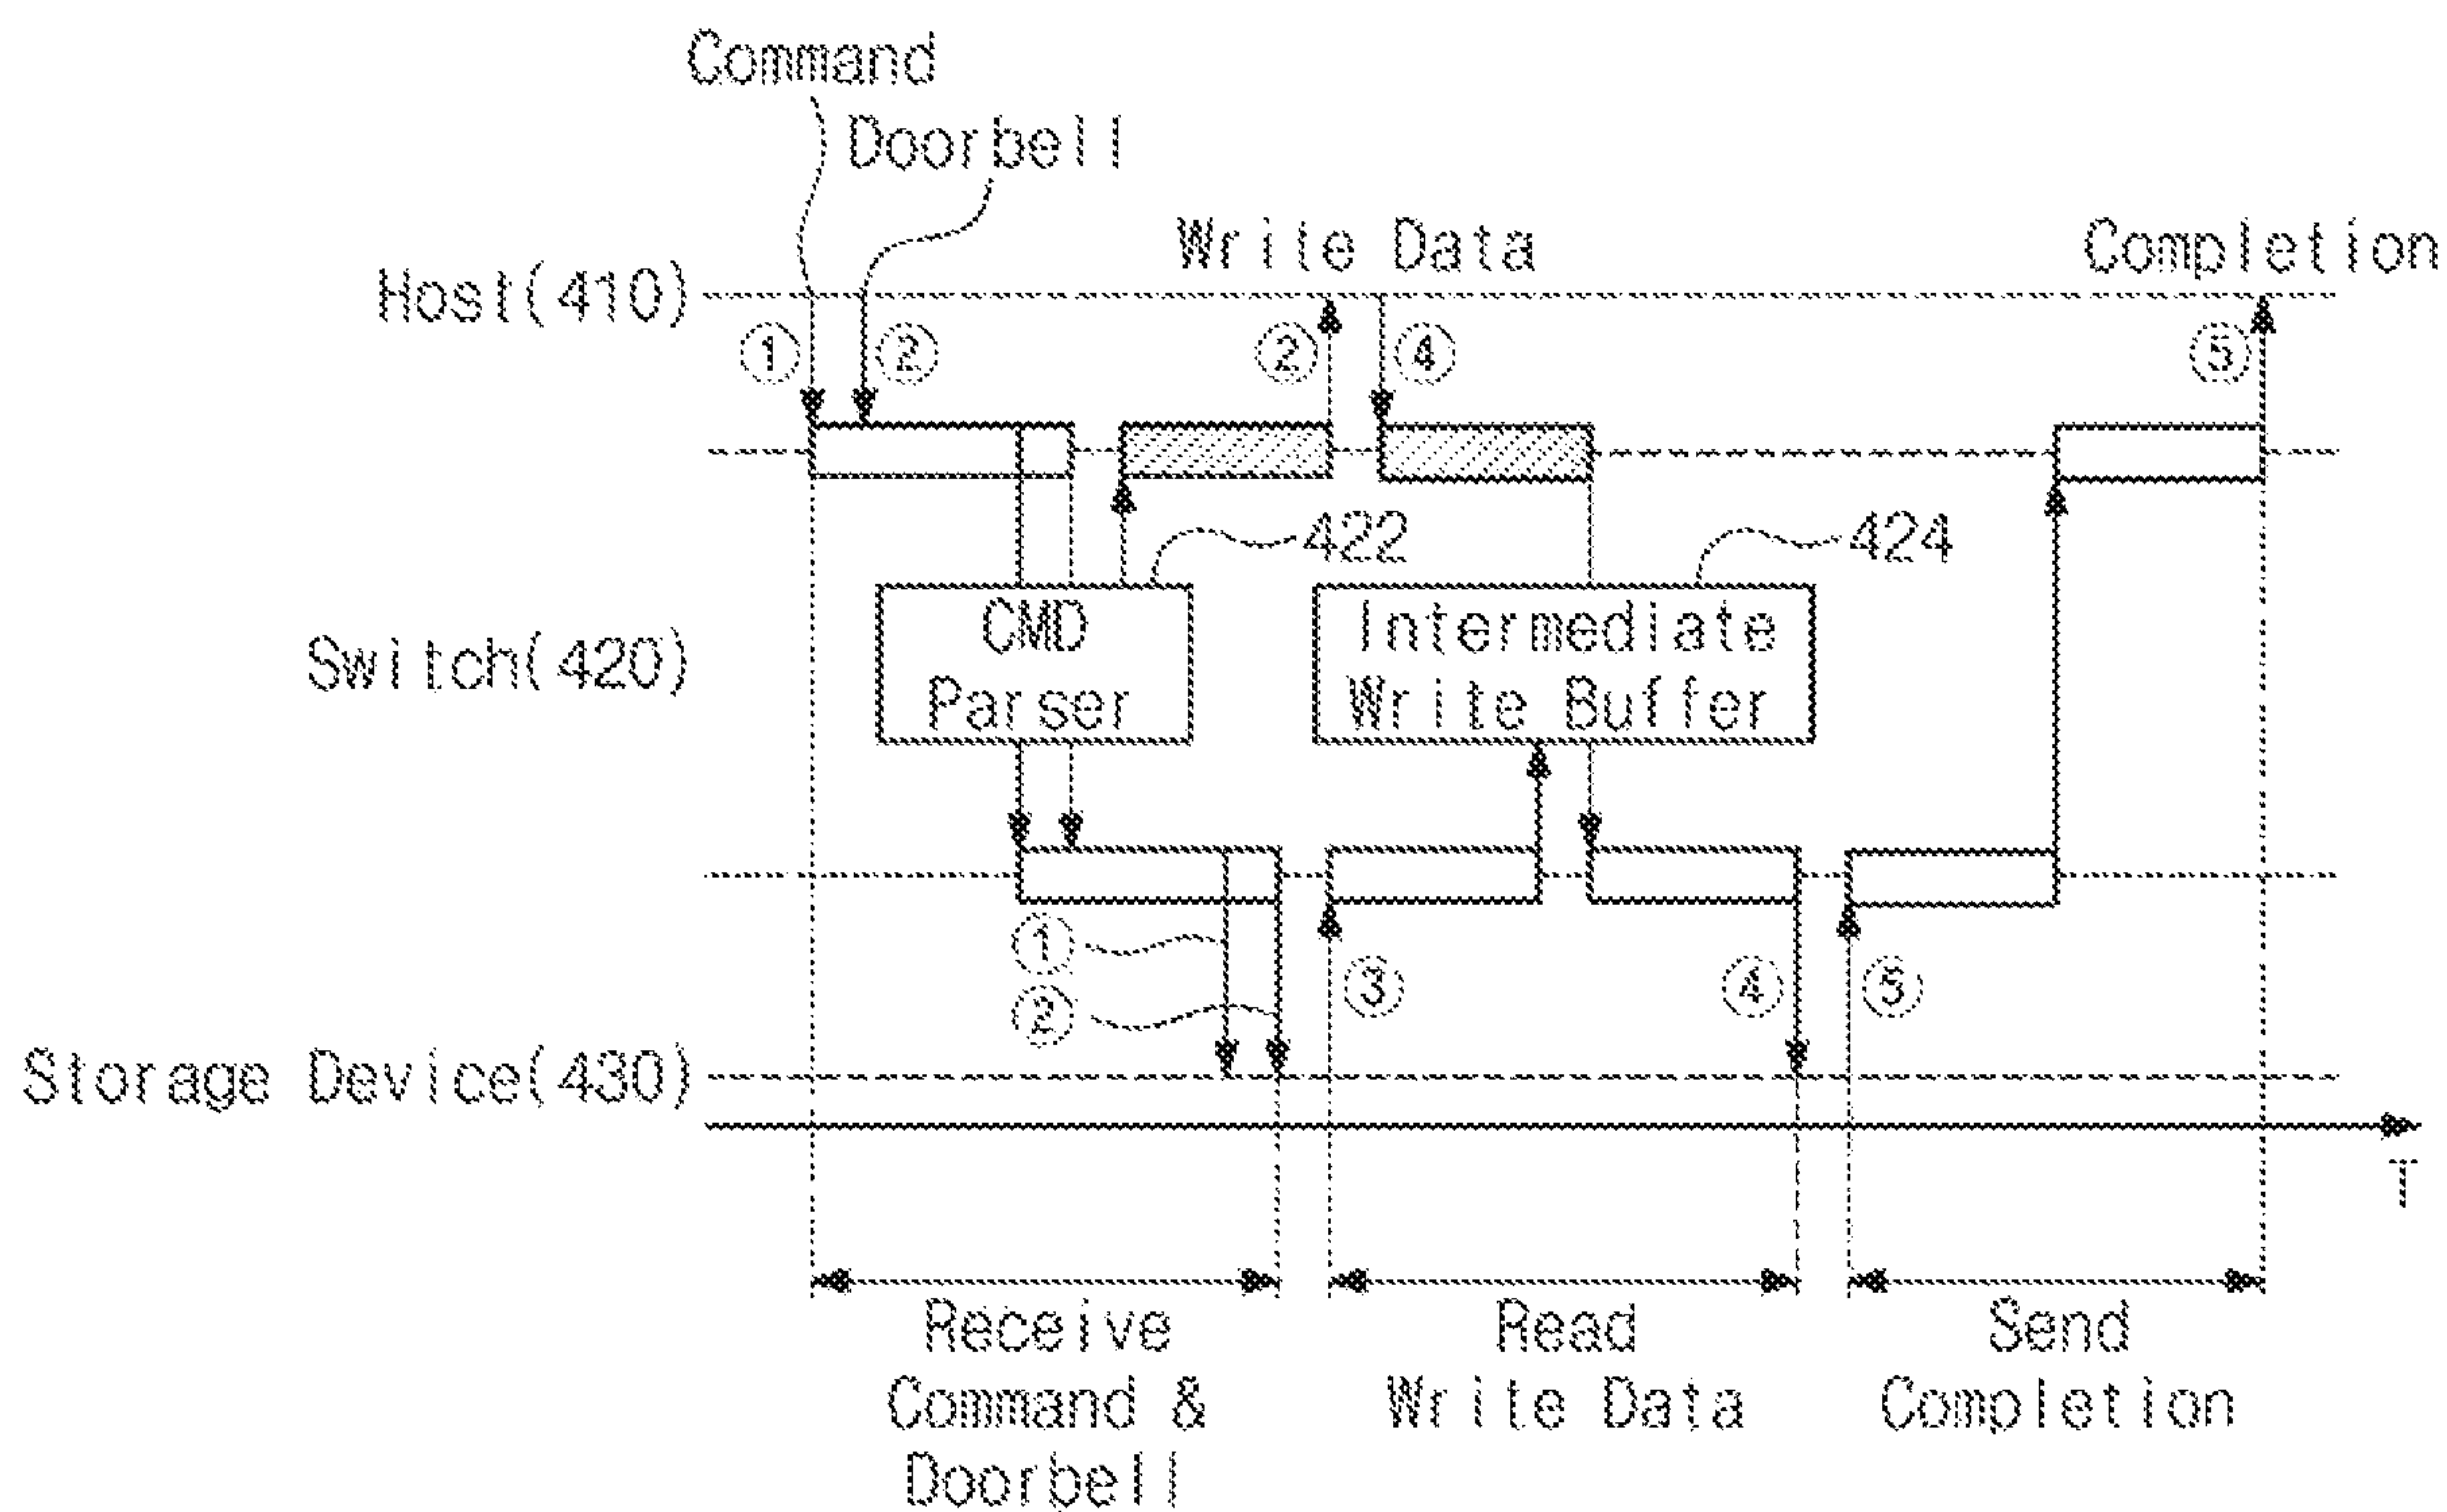 Command
Doorbell
Write Data
Completion
Host(410)
① ② ② ④ ⑤
422
424
CMD
Parser
Intermediate
Write Buffer
Switch(420)
①
②
③
④
⑤
Storage Device(430)
T
Receive
Command &
Doorbell
Read
Write Data
Send
Completion